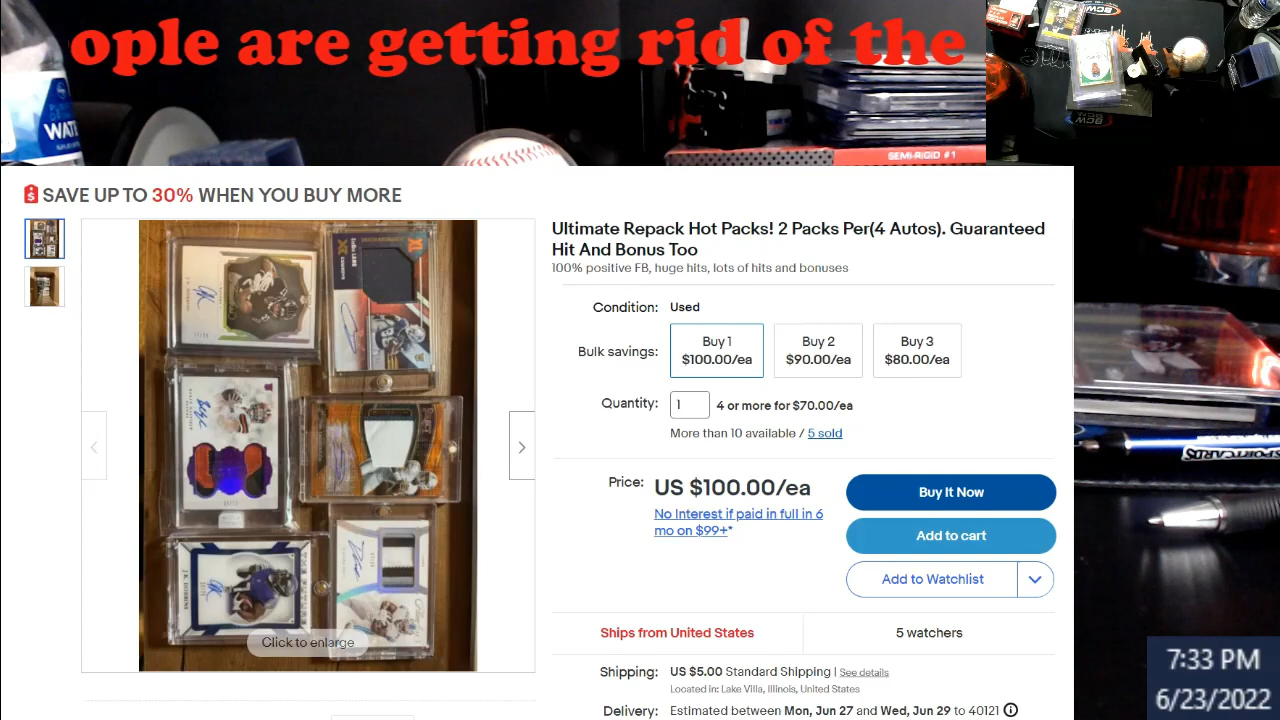 ople are getting rid of the
WATE
SEMI-RIGID #1
BCW
BCW
SAVE UP TO 30% WHEN YOU BUY MORE
Ultimate Repack Hot Packs! 2 Packs Per(4 Autos). Guaranteed
Hit And Bonus Too
100% positive FB, huge hits, lots of hits and bonuses
Condition: Used
Bulk savings:
Buy 1
$100.00/ea
Buy 2
$90.00/ea
Buy 3
$80.00/ea
Quantity: 1 4 or more for $70.00/ea
More than 10 available / 5 sold
Price: US $100.00/ea
No Interest if paid in full in 6
mo on $99+*
Buy It Now
Add to cart
Add to Watchlist
Ships from United States
5 watchers
Shipping: US $5.00 Standard Shipping | See details
Located in: Lake Villa, Illinois, United States
Delivery: Estimated between Mon, Jun 27 and Wed, Jun 29 to 40121
J.K. DOBBINS
Click to enlarge
SPORTCARDS
7:33 PM
6/23/2022